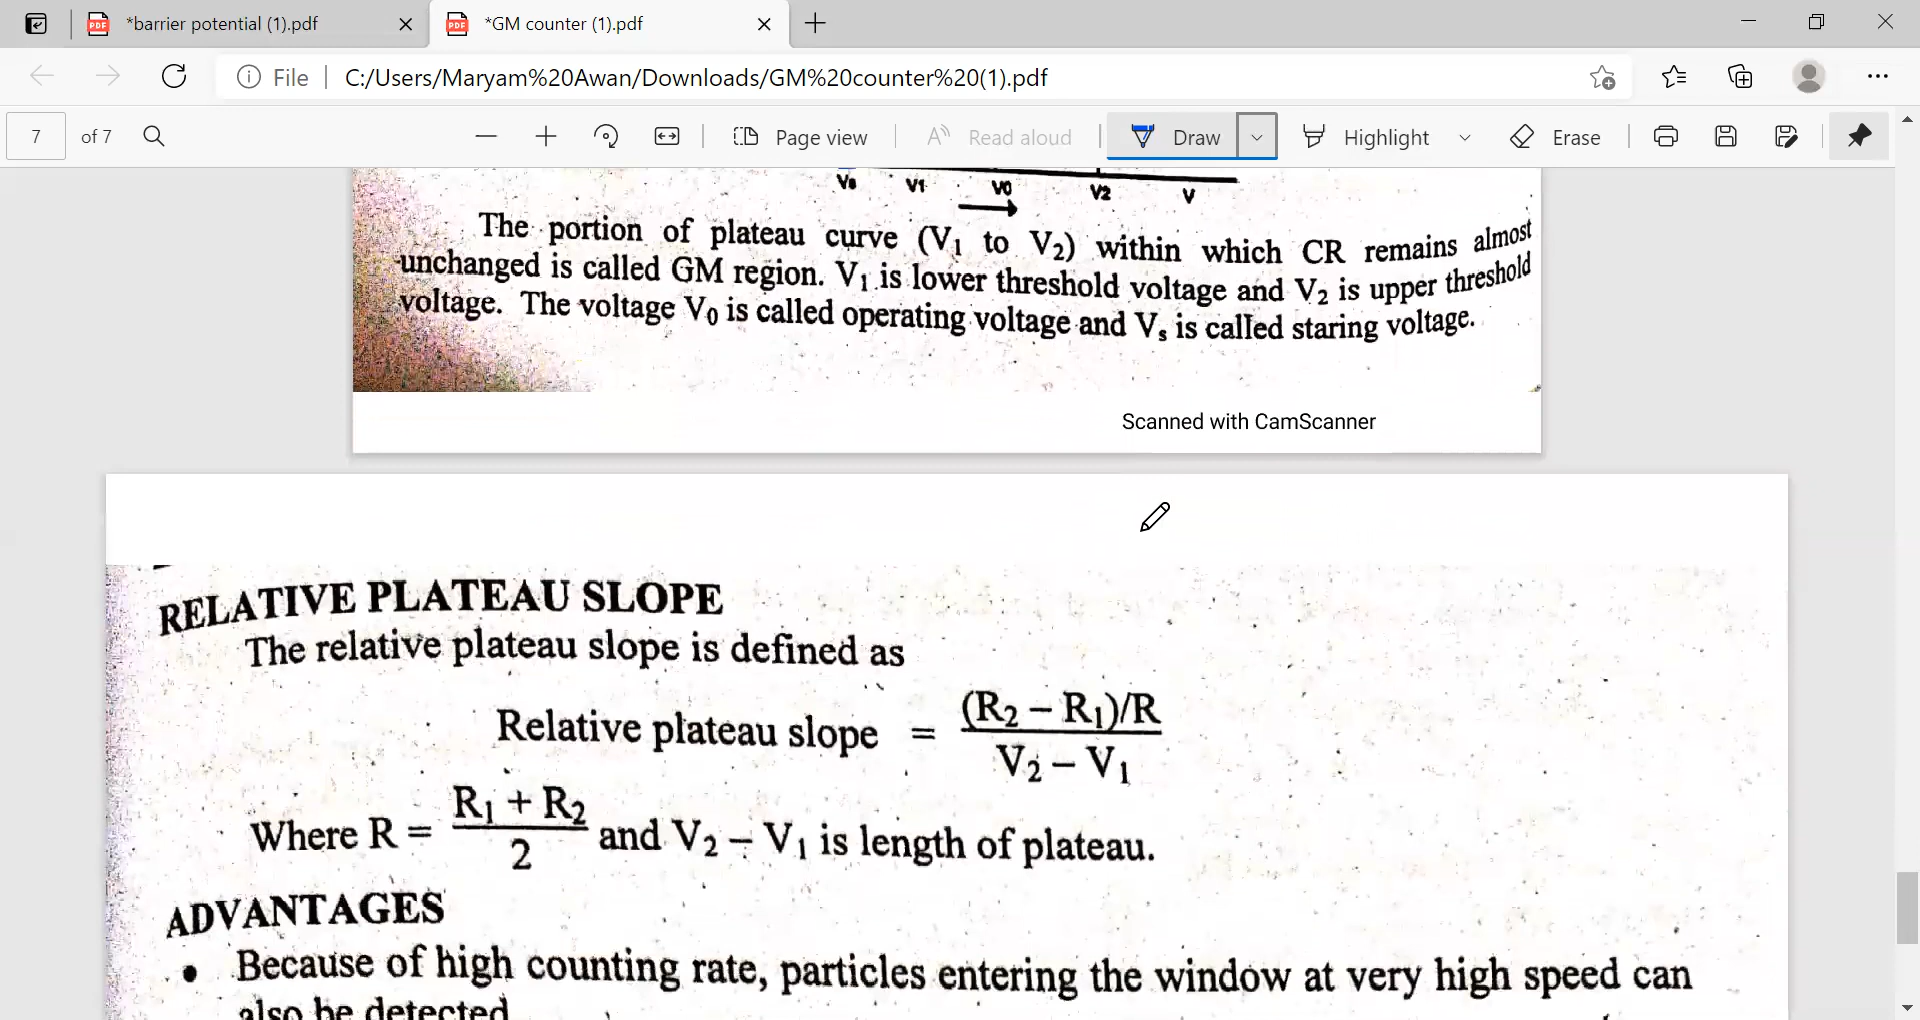 *barrier potential (1).pdf
*GM counter (1).pdf
File
C:/Users/Maryam%20Awan/Downloads/GM%20counter%20(1).pdf
7 of 7
Page view
Read aloud
Draw
Highlight
Erase
Vs V1 V0 V2 V
The portion of plateau curve (V₁ to V₂) within which CR remains almost
unchanged is called GM region. V₁ is lower threshold voltage and V₂ is upper threshold
voltage. The voltage V₀ is called operating voltage and Vₛ is called staring voltage.
Scanned with CamScanner
RELATIVE PLATEAU SLOPE
The relative plateau slope is defined as
Relative plateau slope = (R₂ – R₁)/R
V₂ – V₁
Where R = R₁ + R₂
2
and V₂ – V₁ is length of plateau.
ADVANTAGES
• Because of high counting rate, particles entering the window at very high speed can
also be detected